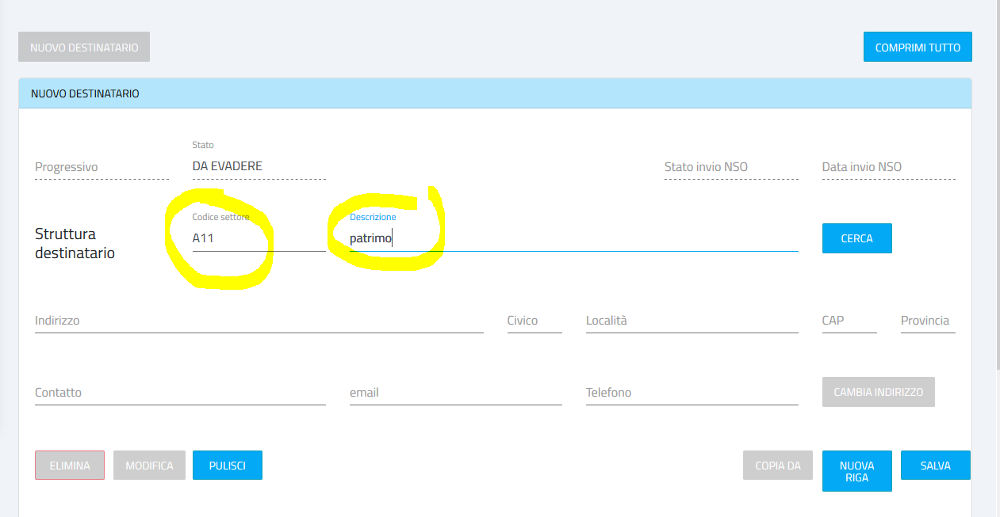 NUOVO DESTINATARIO
COMPRIMI TUTTO
NUOVO DESTINATARIO
Stato
Progressivo
DA EVADERE
Stato invio NSO
Data invio NSO
Struttura
destinatario
Codice settore
A11
Descrizione
patrimo
CERCA
Indirizzo
Civico
Località
CAP
Provincia
Contatto
email
Telefono
CAMBIA INDIRIZZO
ELIMINA
MODIFICA
PULISCI
COPIA DA
NUOVA
RIGA
SALVA